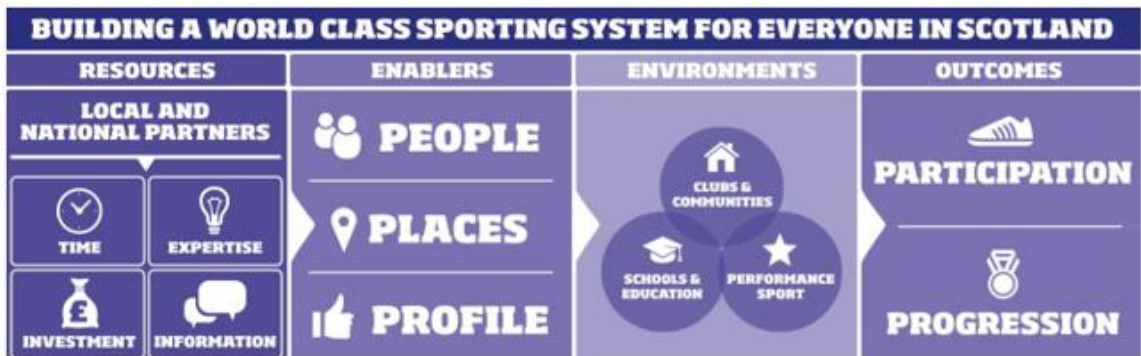 BUILDING A WORLD CLASS SPORTING SYSTEM FOR EVERYONE IN SCOTLAND
RESOURCES
LOCAL AND
NATIONAL PARTNERS
TIME
EXPERTISE
£
INVESTMENT
INFORMATION
ENABLERS
PEOPLE
PLACES
PROFILE
ENVIRONMENTS
CLUBS &
COMMUNITIES
SCHOOLS &
EDUCATION
PERFORMANCE
SPORT
OUTCOMES
PARTICIPATION
PROGRESSION